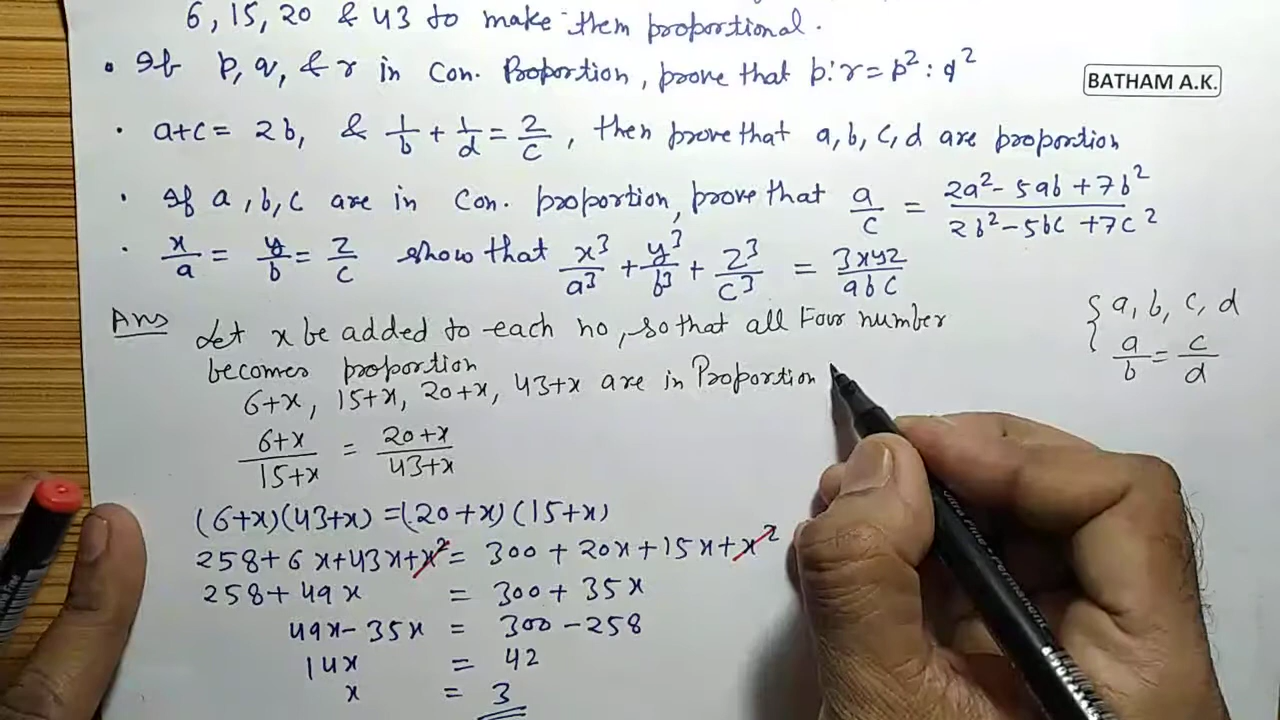 6, 15, 20 & 43 to make them proportional.
• If p, q, & r in Con. Proportion, prove that p:r = p² : q²
BATHAM A.K.
• a+c = 2b, & 1/b + 1/d = 2/c, then prove that a, b, c, d are proportion
• If a, b, c are in Con. proportion, prove that a/c = (2a² - 5ab + 7b²)/(2b² - 5bc + 7c²)
• x/a = y/b = z/c show that x³/a³ + y³/b³ + z³/c³ = 3xyz/abc
Ans Let x be added to each no, so that all Four number
becomes proportion
{ a, b, c, d
a/b = c/d
6+x, 15+x, 20+x, 43+x are in Proportion
(6+x)/(15+x) = (20+x)/(43+x)
(6+x)(43+x) = (20+x)(15+x)
258 + 6x + 43x + x² = 300 + 20x + 15x + x²
258 + 49x = 300 + 35x
49x - 35x = 300 - 258
14x = 42
x = 3